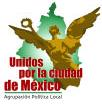 Unidos
por la ciudad
de México
Agrupación Política Local